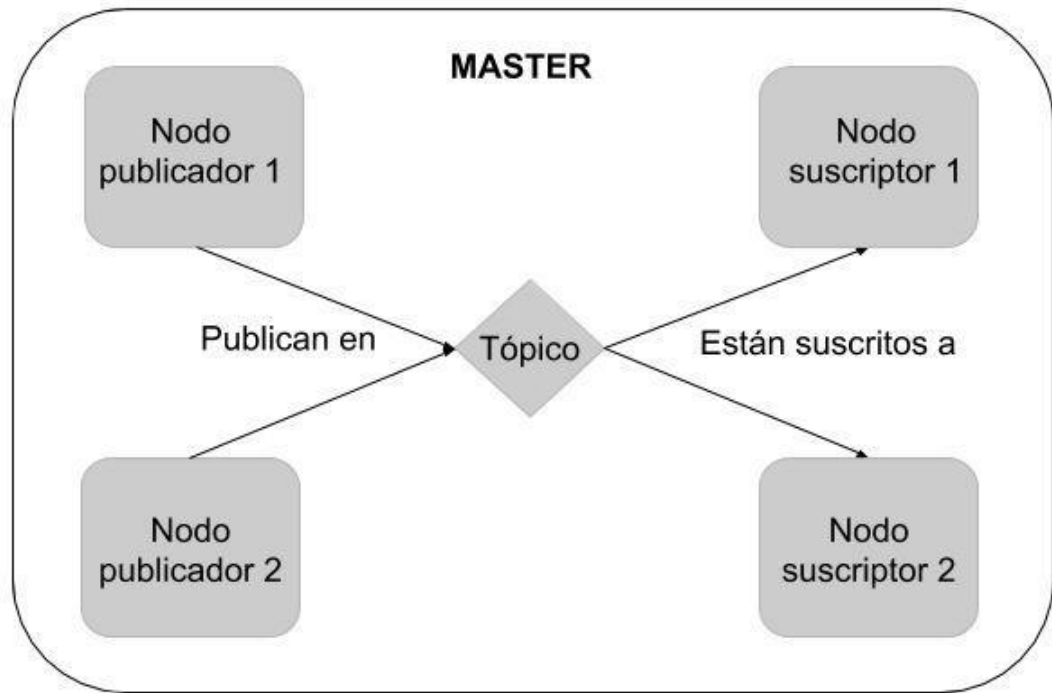 MASTER
Nodo
publicador 1
Nodo
suscriptor 1
Publican en
Tópico
Están suscritos a
Nodo
publicador 2
Nodo
suscriptor 2